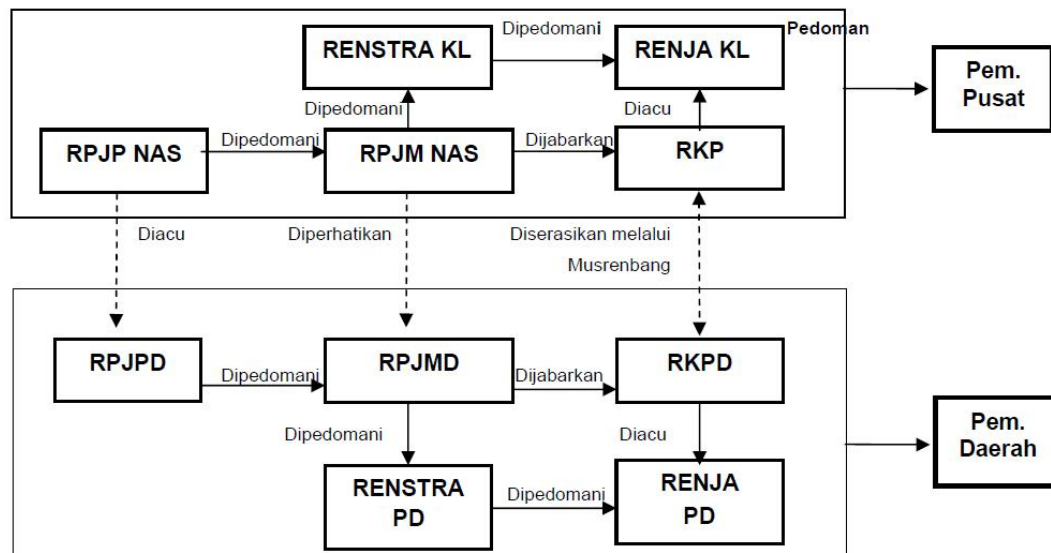 Dipedomani
Pedoman
RENSTRA KL
RENJA KL
Pem.
Pusat
Dipedomani
Diacu
RPJP NAS
Dipedomani
RPJM NAS
Dijabarkan
RKP
Diacu
Diperhatikan
Diserasikan melalui
Musrenbang
RPJPD
Dipedomani
RPJMD
Dijabarkan
RKPD
Pem.
Daerah
Dipedomani
Diacu
RENSTRA
PD
Dipedomani
RENJA
PD